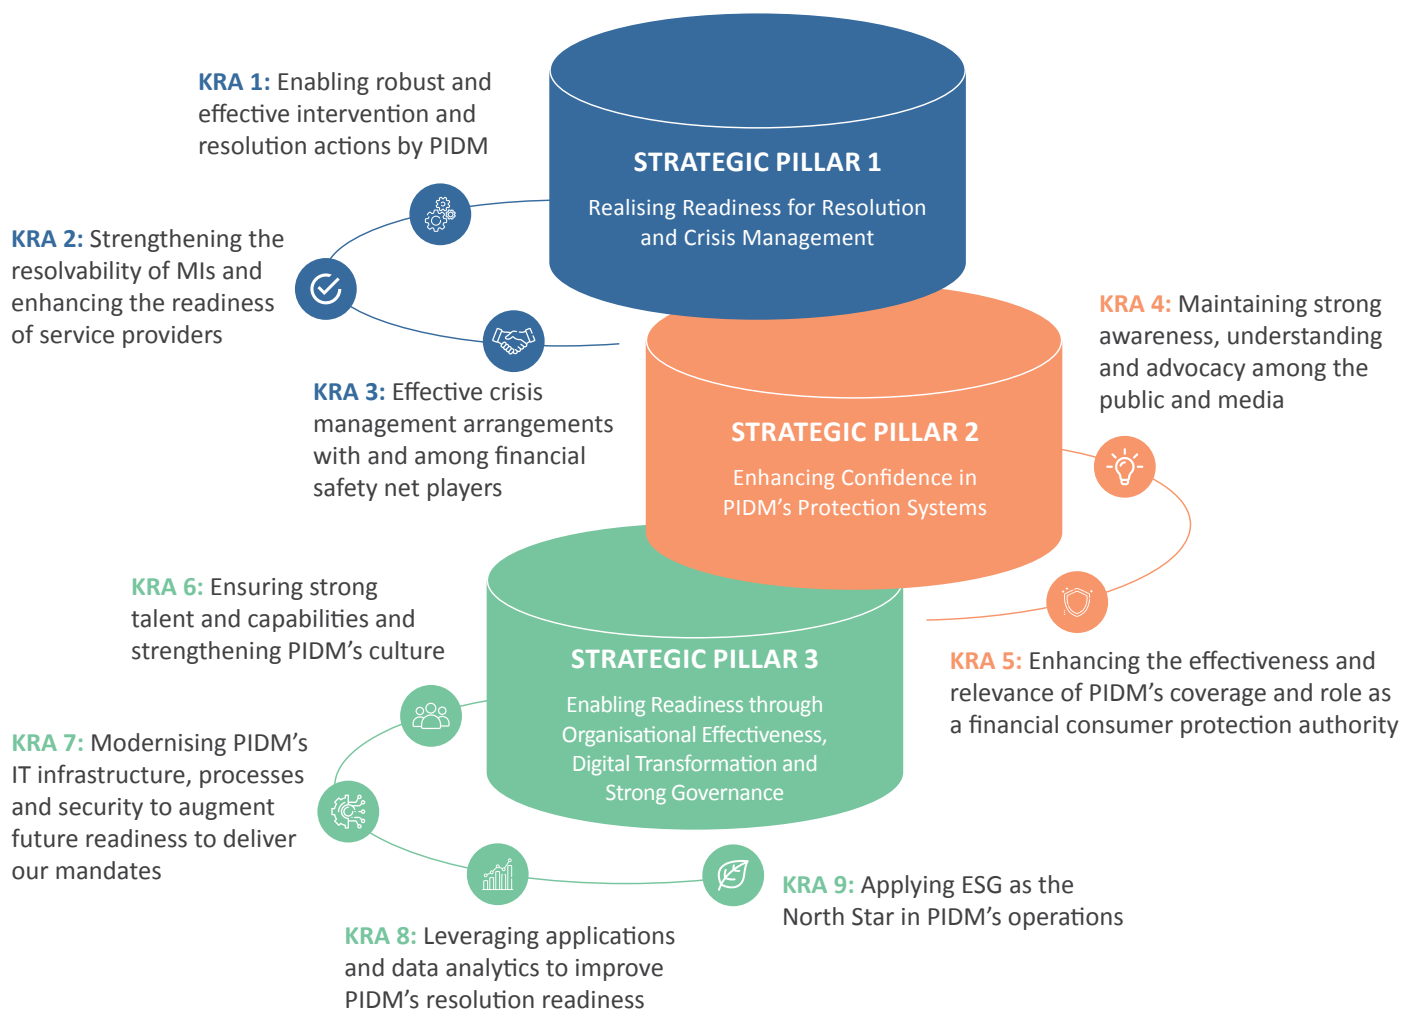 STRATEGIC PILLAR 1
Realising Readiness for Resolution
and Crisis Management
KRA 1: Enabling robust and
effective intervention and
resolution actions by PIDM
KRA 2: Strengthening the
resolvability of MIs and
enhancing the readiness
of service providers
KRA 3: Effective crisis
management arrangements
with and among financial
safety net players
STRATEGIC PILLAR 2
Enhancing Confidence in
PIDM’s Protection Systems
KRA 4: Maintaining strong
awareness, understanding
and advocacy among the
public and media
KRA 5: Enhancing the effectiveness and
relevance of PIDM’s coverage and role as
a financial consumer protection authority
STRATEGIC PILLAR 3
Enabling Readiness through
Organisational Effectiveness,
Digital Transformation and
Strong Governance
KRA 6: Ensuring strong
talent and capabilities and
strengthening PIDM’s culture
KRA 7: Modernising PIDM’s
IT infrastructure, processes
and security to augment
future readiness to deliver
our mandates
KRA 8: Leveraging applications
and data analytics to improve
PIDM’s resolution readiness
KRA 9: Applying ESG as the
North Star in PIDM’s operations